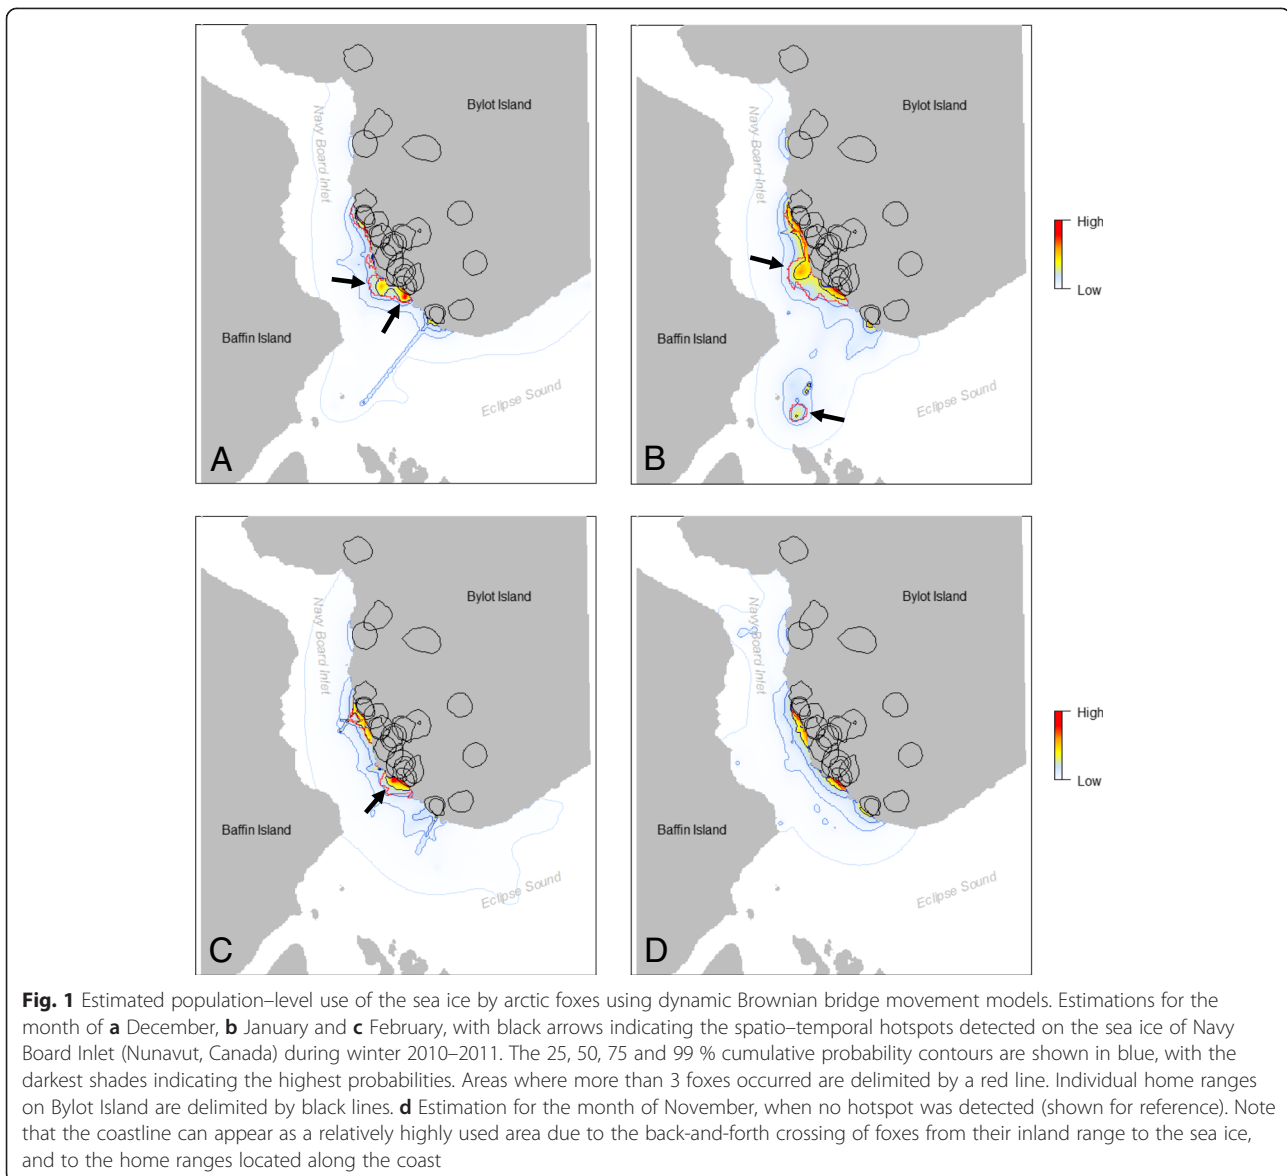 Bylot Island
Navy Board Inlet
Baffin Island
Eclipse Sound
A
Bylot Island
Navy Board Inlet
Baffin Island
Eclipse Sound
B
High
Low
Bylot Island
Navy Board Inlet
Baffin Island
Eclipse Sound
C
Bylot Island
Navy Board Inlet
Baffin Island
Eclipse Sound
D
High
Low
Fig. 1 Estimated population–level use of the sea ice by arctic foxes using dynamic Brownian bridge movement models. Estimations for the
month of a December, b January and c February, with black arrows indicating the spatio–temporal hotspots detected on the sea ice of Navy
Board Inlet (Nunavut, Canada) during winter 2010–2011. The 25, 50, 75 and 99 % cumulative probability contours are shown in blue, with the
darkest shades indicating the highest probabilities. Areas where more than 3 foxes occurred are delimited by a red line. Individual home ranges
on Bylot Island are delimited by black lines. d Estimation for the month of November, when no hotspot was detected (shown for reference). Note
that the coastline can appear as a relatively highly used area due to the back-and-forth crossing of foxes from their inland range to the sea ice,
and to the home ranges located along the coast